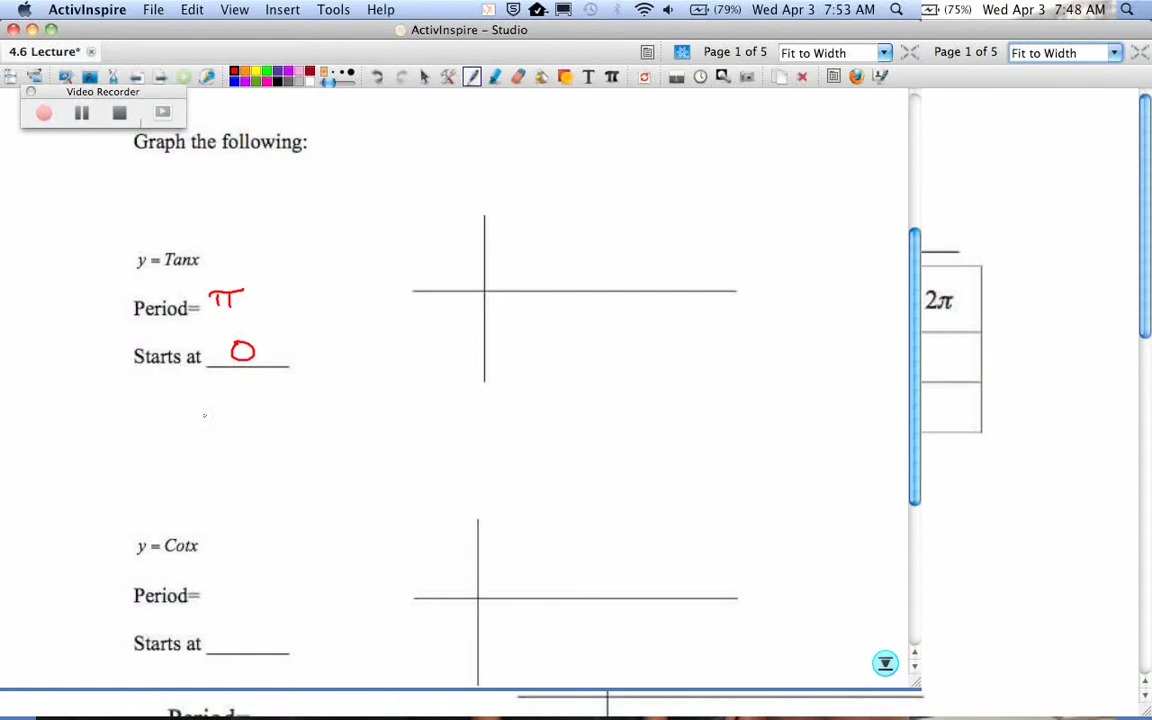 ActivInspire File Edit View Insert Tools Help (79%) Wed Apr 3 7:53 AM (75%) Wed Apr 3 7:48 AM
ActivInspire – Studio
4.6 Lecture* Page 1 of 5 Fit to Width Page 1 of 5 Fit to Width
Video Recorder
Graph the following:
y = Tanx
Period= π
2π
Starts at 0
y = Cotx
Period=
Starts at
Period=